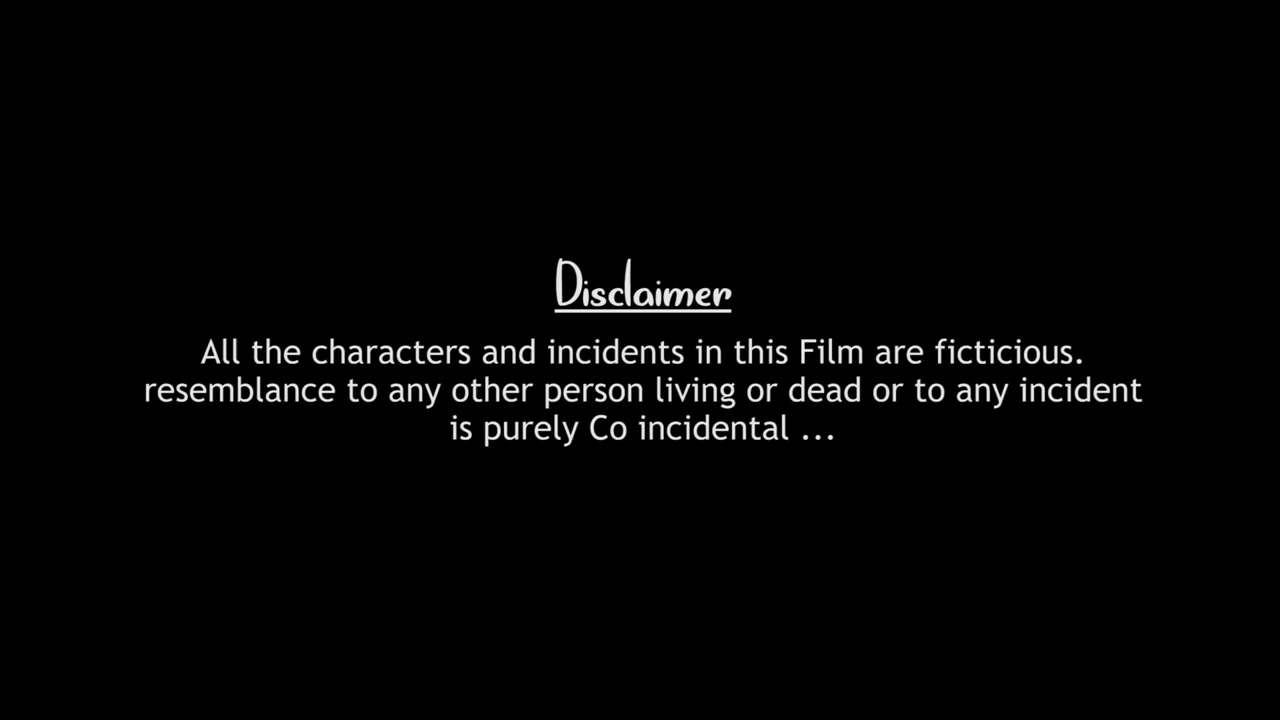 Disclaimer
All the characters and incidents in this Film are ficticious.
resemblance to any other person living or dead or to any incident
is purely Co incidental ...